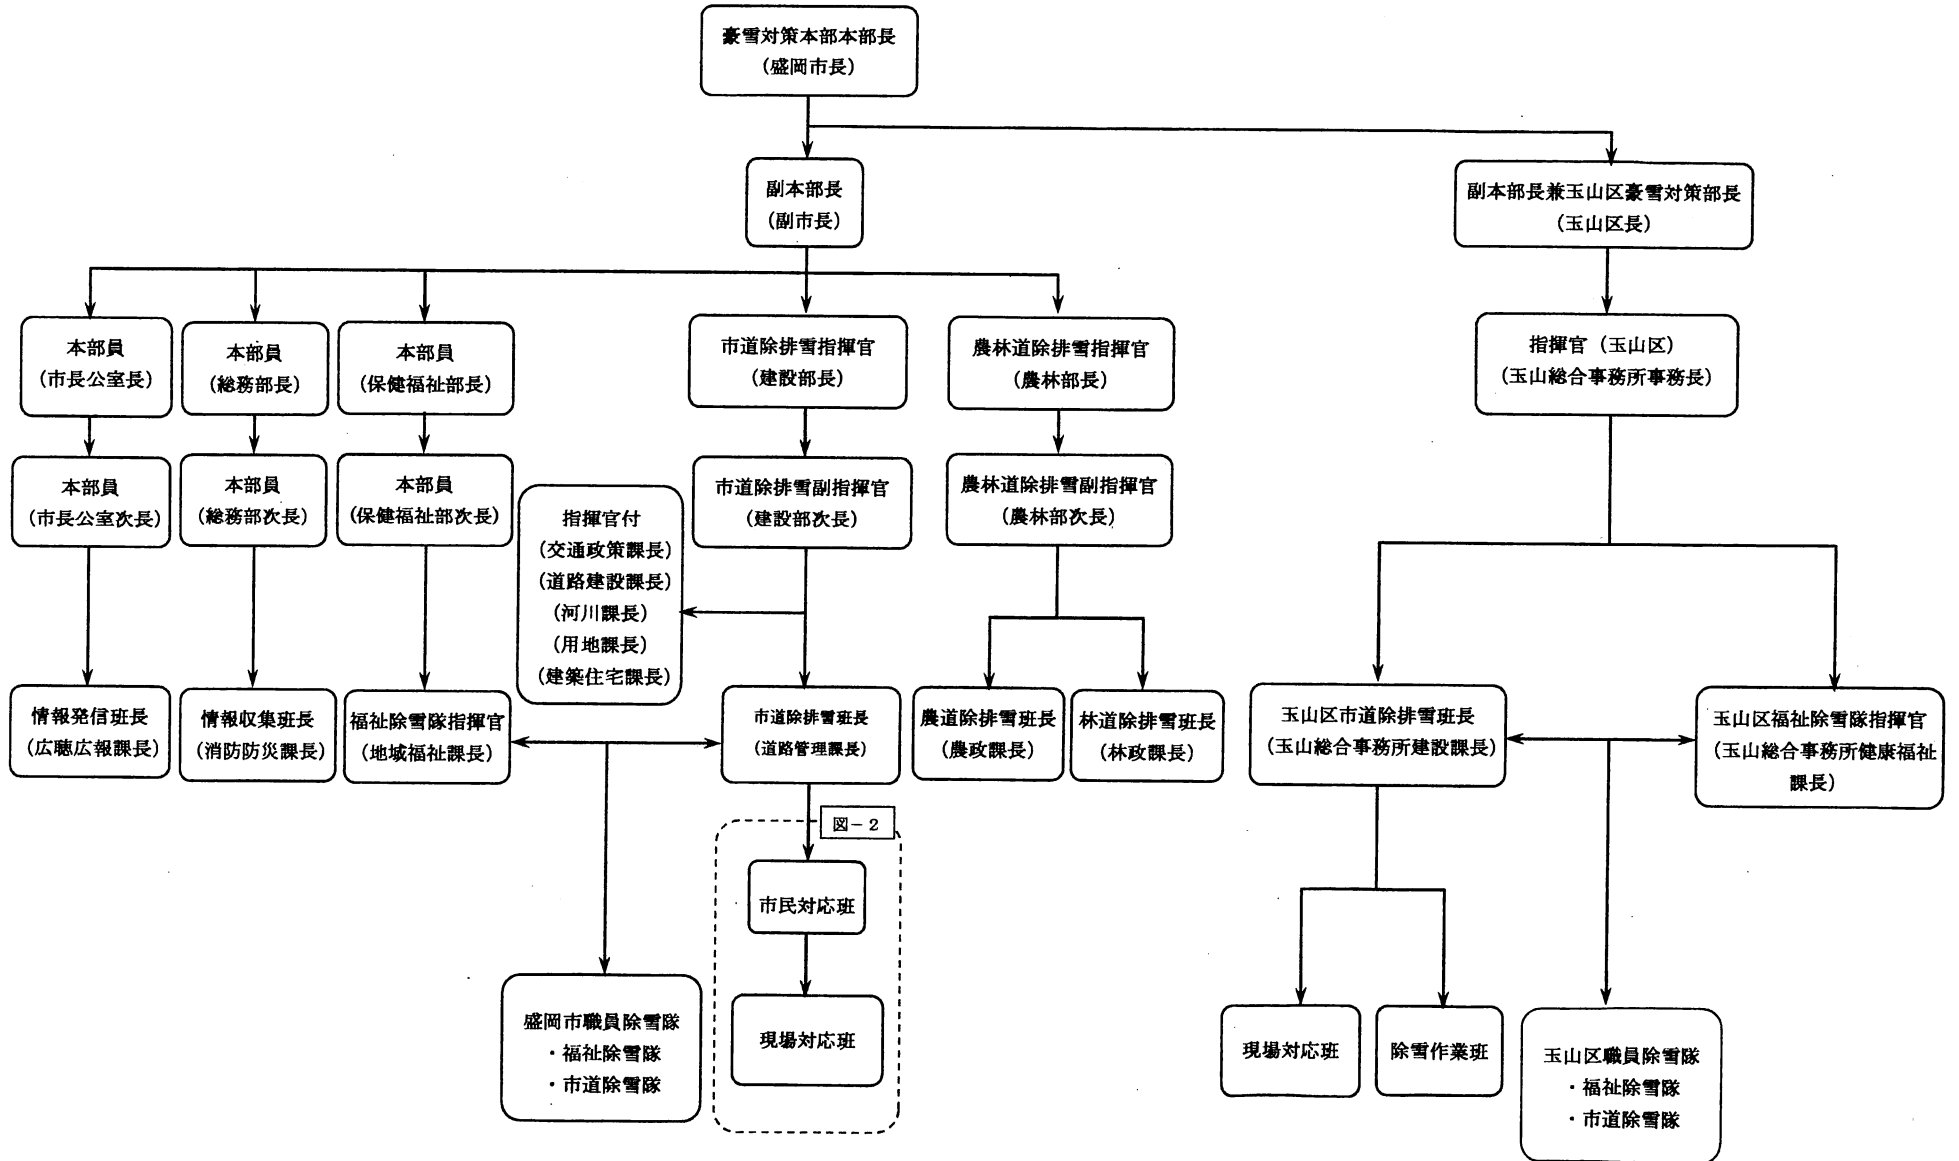 豪雪対策本部本部長
(盛岡市長)
副本部長
(副市長)
副本部長兼玉山区豪雪対策部長
(玉山区長)
本部員
(市長公室長)
本部員
(総務部長)
本部員
(保健福祉部長)
市道除排雪指揮官
(建設部長)
農林道除排雪指揮官
(農林部長)
指揮官(玉山区)
(玉山総合事務所事務長)
本部員
(市長公室次長)
本部員
(総務部次長)
本部員
(保健福祉部次長)
指揮官付
(交通政策課長)
(道路建設課長)
(河川課長)
(用地課長)
(建築住宅課長)
市道除排雪副指揮官
(建設部次長)
農林道除排雪副指揮官
(農林部次長)
情報発信班長
(広聴広報課長)
情報収集班長
(消防防災課長)
福祉除雪隊指揮官
(地域福祉課長)
市道除排雪班長
(道路管理課長)
農道除排雪班長
(農政課長)
林道除排雪班長
(林政課長)
玉山区市道除排雪班長
(玉山総合事務所建設課長)
玉山区福祉除雪隊指揮官
(玉山総合事務所健康福祉
課長)
図-2
市民対応班
現場対応班
盛岡市職員除雪隊
・福祉除雪隊
・市道除雪隊
現場対応班
除雪作業班
玉山区職員除雪隊
・福祉除雪隊
・市道除雪隊